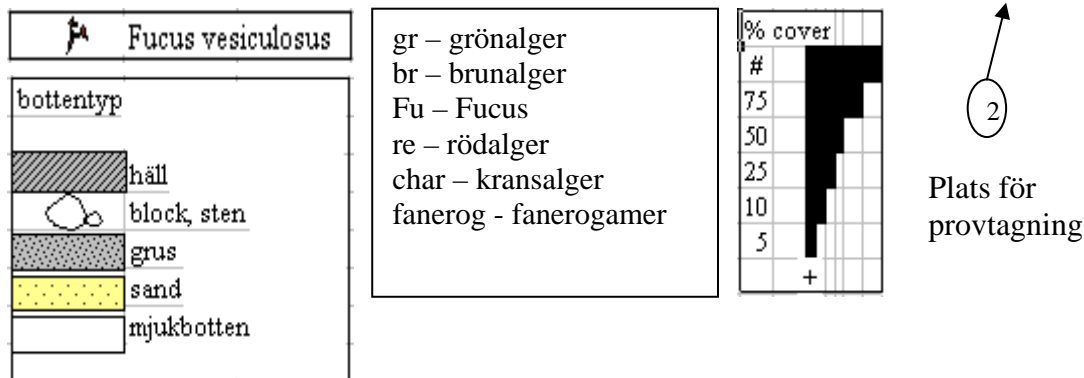 Fucus vesiculosus
bottentyp
häll
block, sten
grus
sand
mjukbotten
gr – grönalger
br – brunalger
Fu – Fucus
re – rödalger
char – kransalger
fanerog - fanerogamer
% cover
#
75
50
25
10
5
+
2
Plats för
provtagning